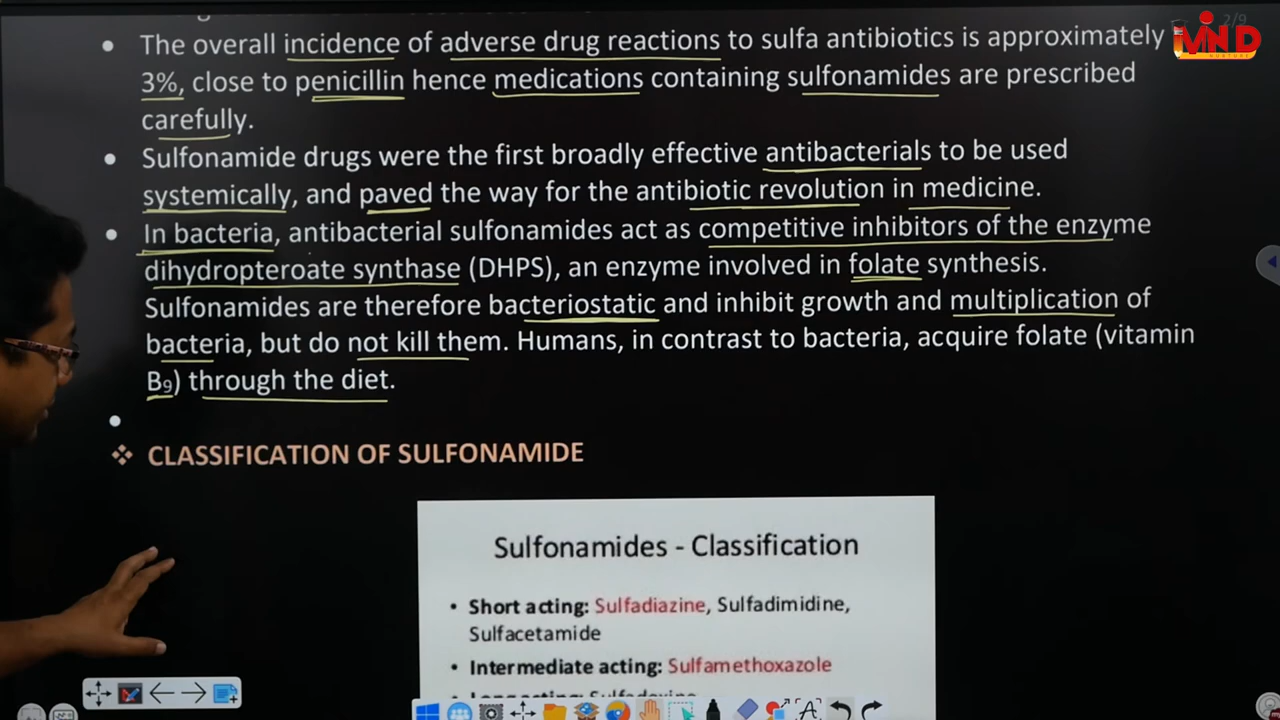 2/9
MIND
The overall incidence of adverse drug reactions to sulfa antibiotics is approximately
3%, close to penicillin hence medications containing sulfonamides are prescribed
carefully.
Sulfonamide drugs were the first broadly effective antibacterials to be used
systemically, and paved the way for the antibiotic revolution in medicine.
In bacteria, antibacterial sulfonamides act as competitive inhibitors of the enzyme
dihydropteroate synthase (DHPS), an enzyme involved in folate synthesis.
Sulfonamides are therefore bacteriostatic and inhibit growth and multiplication of
bacteria, but do not kill them. Humans, in contrast to bacteria, acquire folate (vitamin
B9) through the diet.
CLASSIFICATION OF SULFONAMIDE
Sulfonamides - Classification
• Short acting: Sulfadiazine, Sulfadimidine,
Sulfacetamide
• Intermediate acting: Sulfamethoxazole